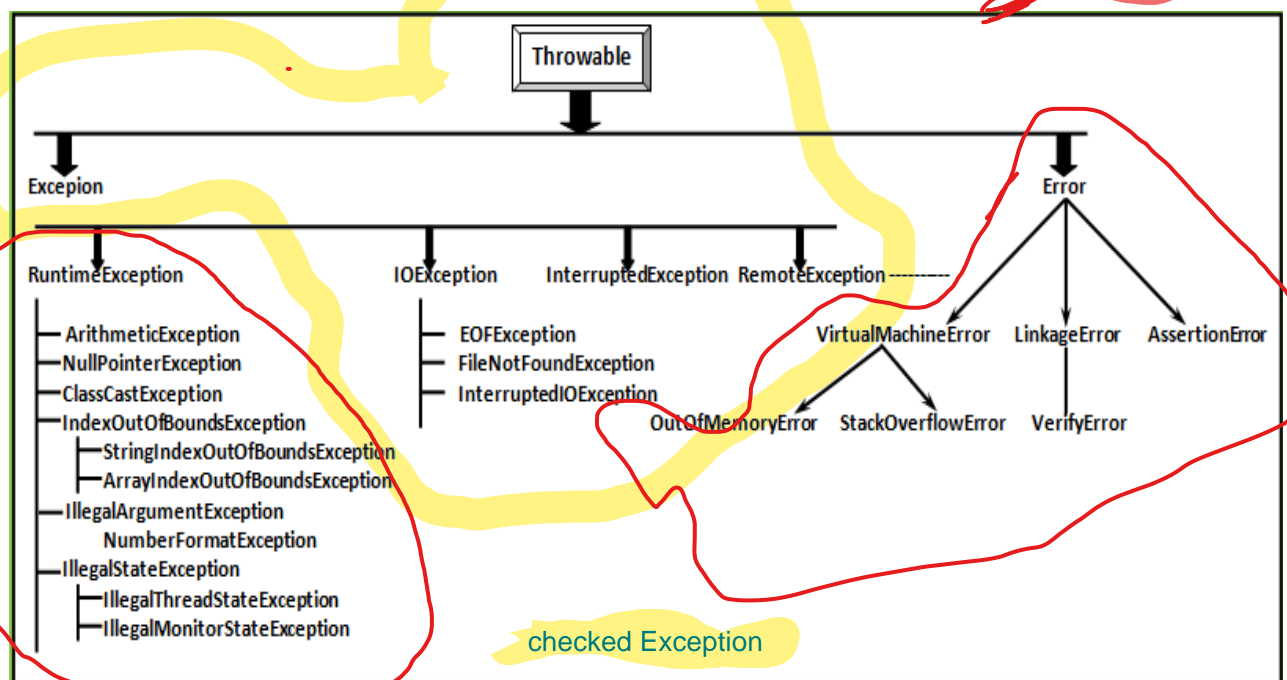 Throwable
Excepion
Error
RuntimeException
IOException
InterruptedException
RemoteException ----------
ArithmeticException
NullPointerException
ClassCastException
IndexOutOfBoundsException
StringIndexOutOfBoundsException
ArrayIndexOutOfBoundsException
IllegalArgumentException
NumberFormatException
IllegalStateException
IllegalThreadStateException
IllegalMonitorStateException
EOFException
FileNotFoundException
InterruptedIOException
VirtualMachineError
LinkageError
AssertionError
OutOfMemoryError
StackOverflowError
VerifyError
checked Exception